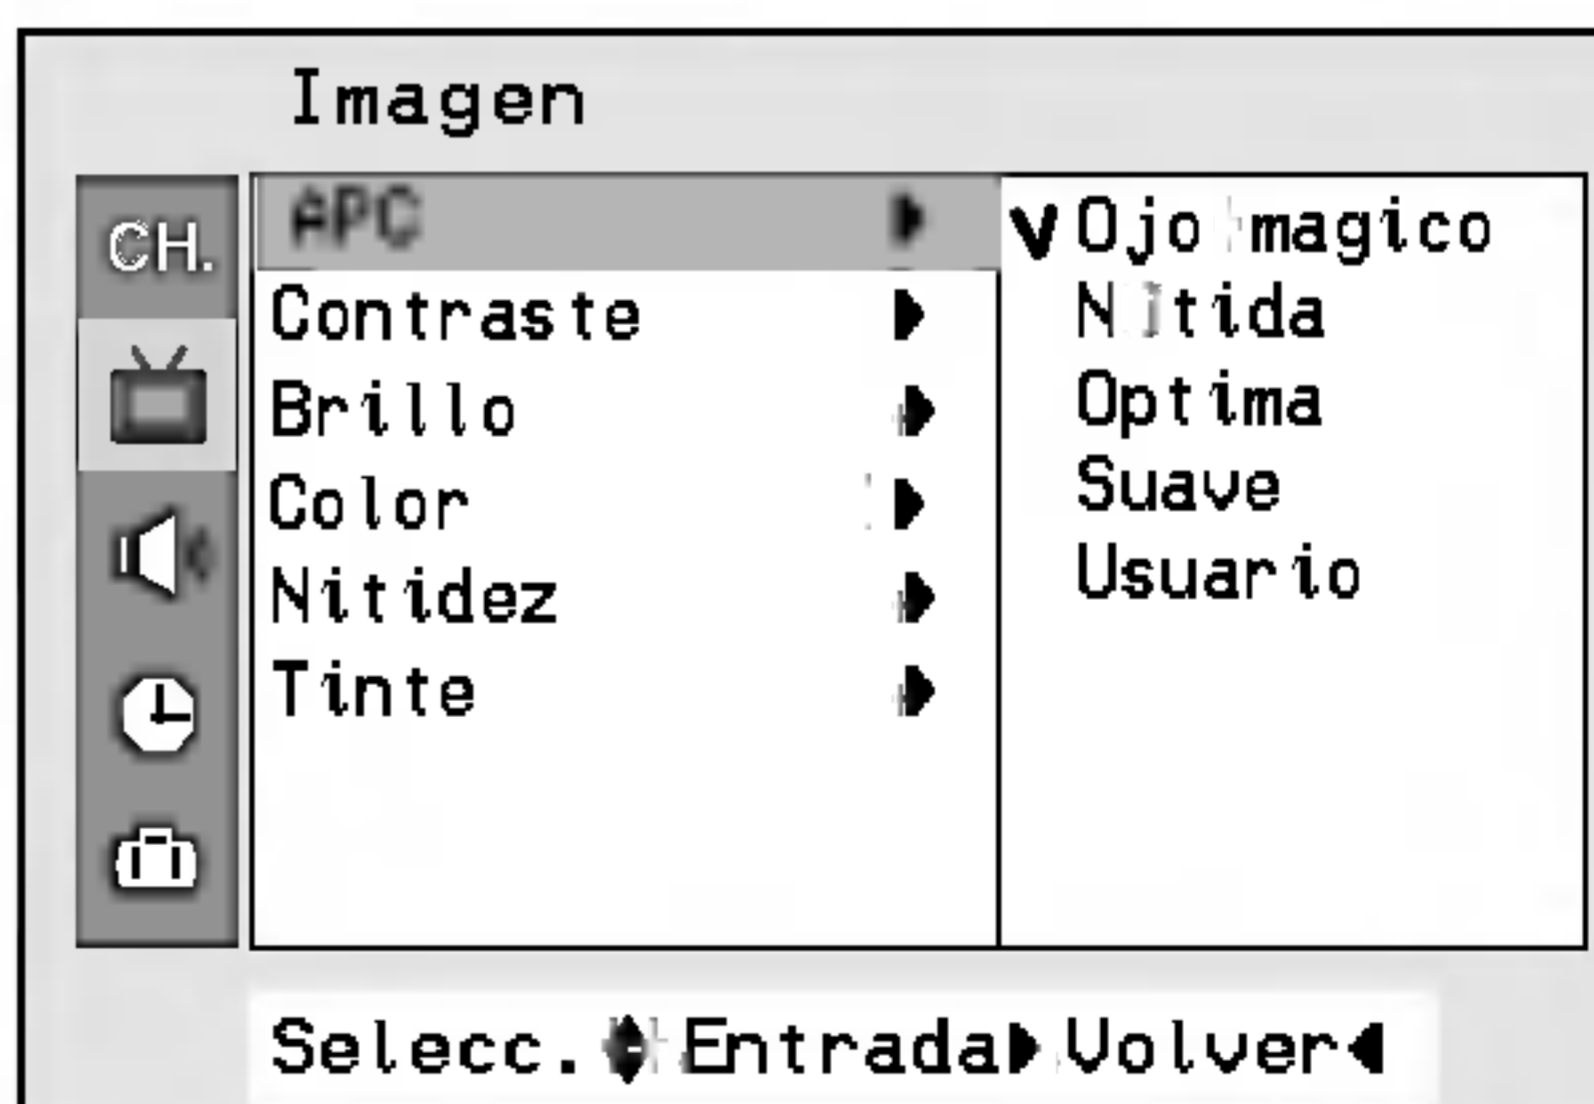 Imagen
CH.
APC
Contraste
Brillo
Color
Nitidez
Tinte
Ojo magico
Nitida
Optima
Suave
Usuario
Selecc. Entrada Volver